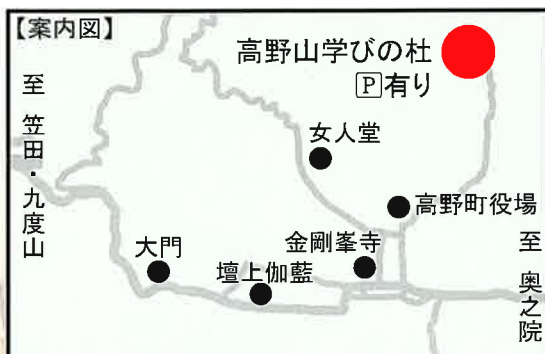 【案内図】
高野山学びの杜
Ⓟ有り
至 笠田・九度山
女人堂
高野町役場
大門
壇上伽藍
金剛峯寺
至 奥之院